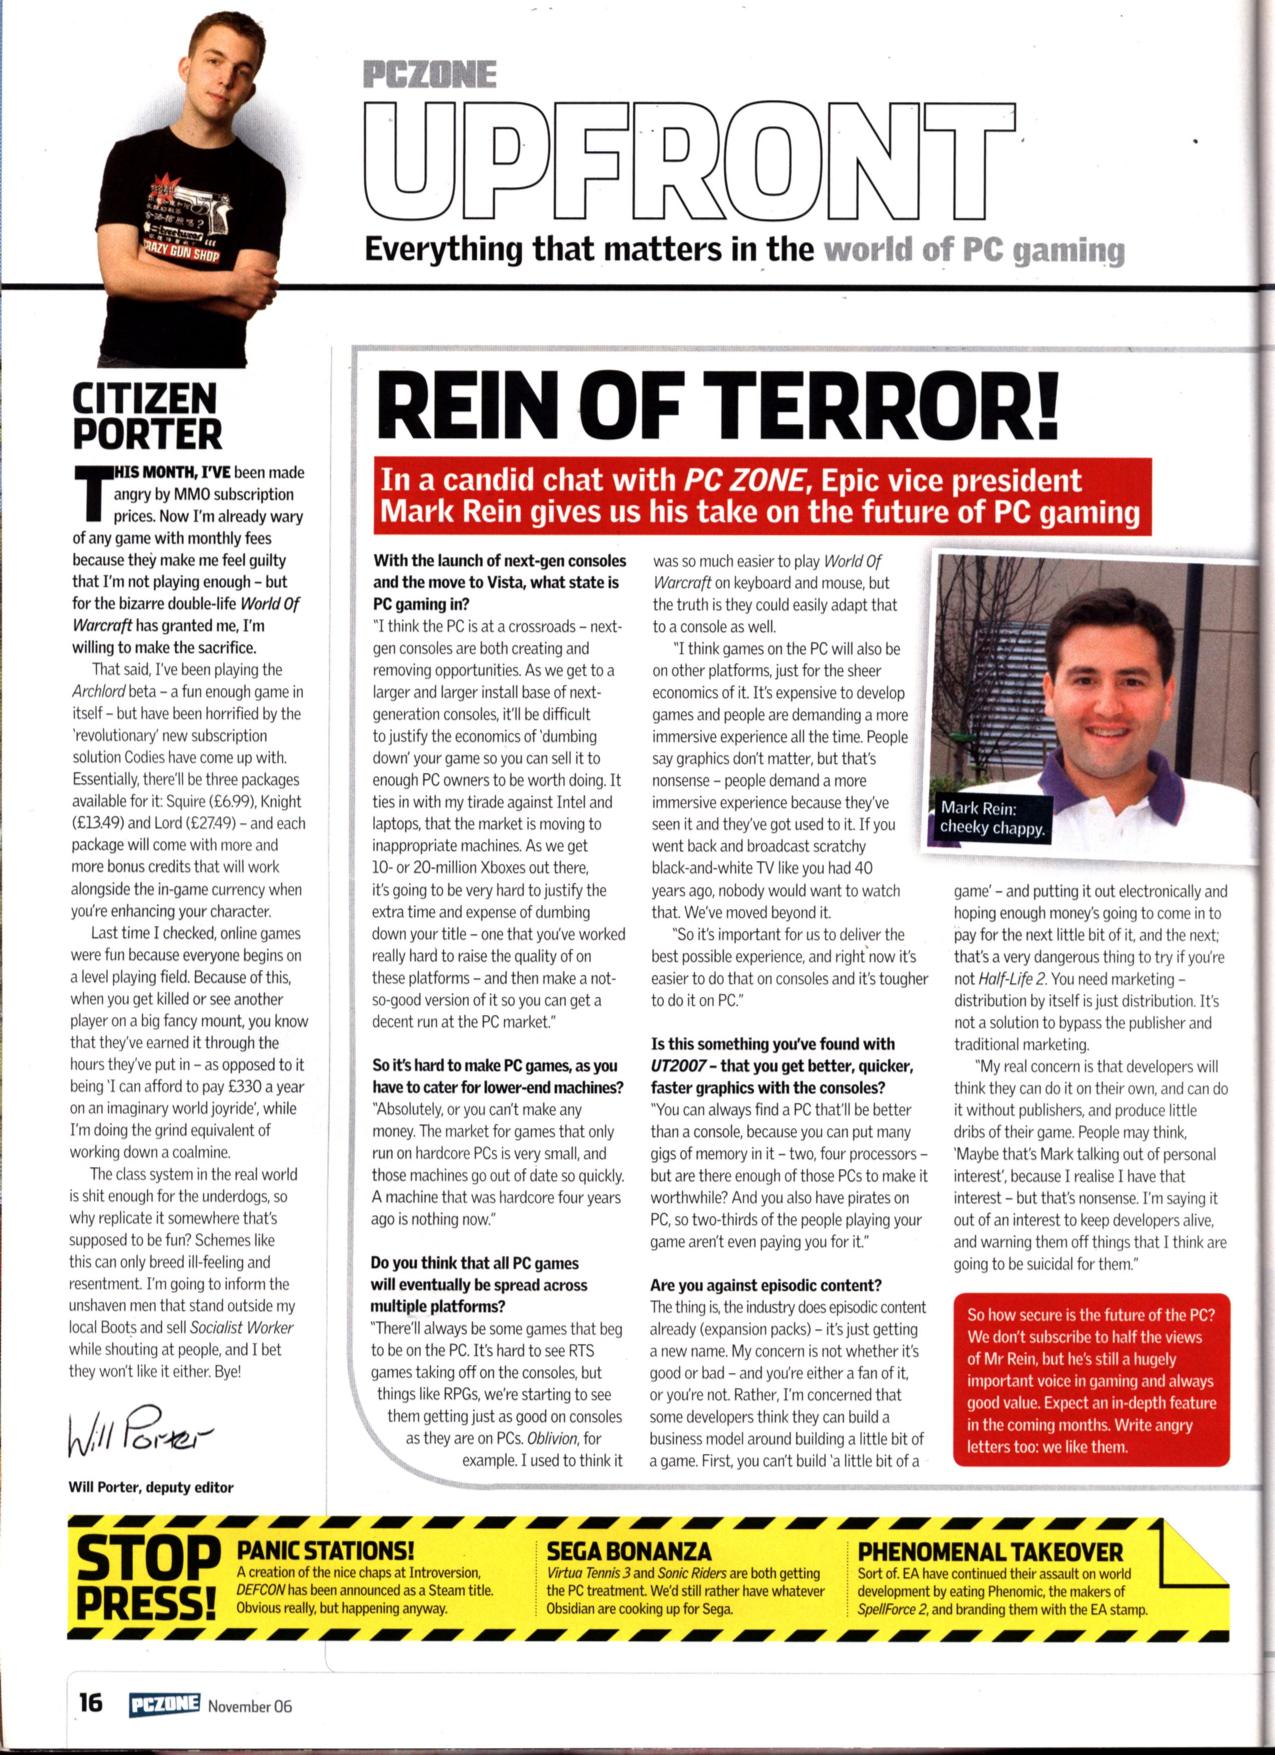 PCZONE
UPFRONT
Everything that matters in the world of PC gaming
Streetwear
CRAZY GUN SHOP
CITIZEN
PORTER
THIS MONTH, I'VE been made
angry by MMO subscription
prices. Now I'm already wary
of any game with monthly fees
because they make me feel guilty
that I'm not playing enough – but
for the bizarre double-life World Of
Warcraft has granted me, I'm
willing to make the sacrifice.
That said, I've been playing the
Archlord beta – a fun enough game in
itself – but have been horrified by the
'revolutionary' new subscription
solution Codies have come up with.
Essentially, there'll be three packages
available for it: Squire (£6.99), Knight
(£13.49) and Lord (£27.49) – and each
package will come with more and
more bonus credits that will work
alongside the in-game currency when
you're enhancing your character.
Last time I checked, online games
were fun because everyone begins on
a level playing field. Because of this,
when you get killed or see another
player on a big fancy mount, you know
that they've earned it through the
hours they've put in – as opposed to it
being 'I can afford to pay £330 a year
on an imaginary world joyride', while
I'm doing the grind equivalent of
working down a coalmine.
The class system in the real world
is shit enough for the underdogs, so
why replicate it somewhere that's
supposed to be fun? Schemes like
this can only breed ill-feeling and
resentment. I'm going to inform the
unshaven men that stand outside my
local Boots and sell Socialist Worker
while shouting at people, and I bet
they won't like it either. Bye!
Will Porter
Will Porter, deputy editor
REIN OF TERROR!
In a candid chat with PC ZONE, Epic vice president
Mark Rein gives us his take on the future of PC gaming
With the launch of next-gen consoles
and the move to Vista, what state is
PC gaming in?
"I think the PC is at a crossroads – next-
gen consoles are both creating and
removing opportunities. As we get to a
larger and larger install base of next-
generation consoles, it'll be difficult
to justify the economics of 'dumbing
down' your game so you can sell it to
enough PC owners to be worth doing. It
ties in with my tirade against Intel and
laptops, that the market is moving to
inappropriate machines. As we get
10- or 20-million Xboxes out there,
it's going to be very hard to justify the
extra time and expense of dumbing
down your title – one that you've worked
really hard to raise the quality of on
these platforms – and then make a not-
so-good version of it so you can get a
decent run at the PC market."
So it's hard to make PC games, as you
have to cater for lower-end machines?
"Absolutely, or you can't make any
money. The market for games that only
run on hardcore PCs is very small, and
those machines go out of date so quickly.
A machine that was hardcore four years
ago is nothing now."
Do you think that all PC games
will eventually be spread across
multiple platforms?
"There'll always be some games that beg
to be on the PC. It's hard to see RTS
games taking off on the consoles, but
things like RPGs, we're starting to see
them getting just as good on consoles
as they are on PCs. Oblivion, for
example. I used to think it
was so much easier to play World Of
Warcraft on keyboard and mouse, but
the truth is they could easily adapt that
to a console as well.
"I think games on the PC will also be
on other platforms, just for the sheer
economics of it. It's expensive to develop
games and people are demanding a more
immersive experience all the time. People
say graphics don't matter, but that's
nonsense – people demand a more
immersive experience because they've
seen it and they've got used to it. If you
went back and broadcast scratchy
black-and-white TV like you had 40
years ago, nobody would want to watch
that. We've moved beyond it.
"So it's important for us to deliver the
best possible experience, and right now it's
easier to do that on consoles and it's tougher
to do it on PC."
Is this something you've found with
UT2007 – that you get better, quicker,
faster graphics with the consoles?
"You can always find a PC that'll be better
than a console, because you can put many
gigs of memory in it – two, four processors –
but are there enough of those PCs to make it
worthwhile? And you also have pirates on
PC, so two-thirds of the people playing your
game aren't even paying you for it."
Are you against episodic content?
The thing is, the industry does episodic content
already (expansion packs) – it's just getting
a new name. My concern is not whether it's
good or bad – and you're either a fan of it,
or you're not. Rather, I'm concerned that
some developers think they can build a
business model around building a little bit of
a game. First, you can't build 'a little bit of a
Mark Rein:
cheeky chappy.
game' – and putting it out electronically and
hoping enough money's going to come in to
pay for the next little bit of it, and the next;
that's a very dangerous thing to try if you're
not Half-Life 2. You need marketing –
distribution by itself is just distribution. It's
not a solution to bypass the publisher and
traditional marketing.
"My real concern is that developers will
think they can do it on their own, and can do
it without publishers, and produce little
dribs of their game. People may think,
'Maybe that's Mark talking out of personal
interest', because I realise I have that
interest – but that's nonsense. I'm saying it
out of an interest to keep developers alive,
and warning them off things that I think are
going to be suicidal for them."
So how secure is the future of the PC?
We don't subscribe to half the views
of Mr Rein, but he's still a hugely
important voice in gaming and always
good value. Expect an in-depth feature
in the coming months. Write angry
letters too: we like them.
STOP
PRESS!
PANIC STATIONS!
A creation of the nice chaps at Introversion,
DEFCON has been announced as a Steam title.
Obvious really, but happening anyway.
SEGA BONANZA
Virtua Tennis 3 and Sonic Riders are both getting
the PC treatment. We'd still rather have whatever
Obsidian are cooking up for Sega.
PHENOMENAL TAKEOVER
Sort of. EA have continued their assault on world
development by eating Phenomic, the makers of
SpellForce 2, and branding them with the EA stamp.
16 PCZONE November 06